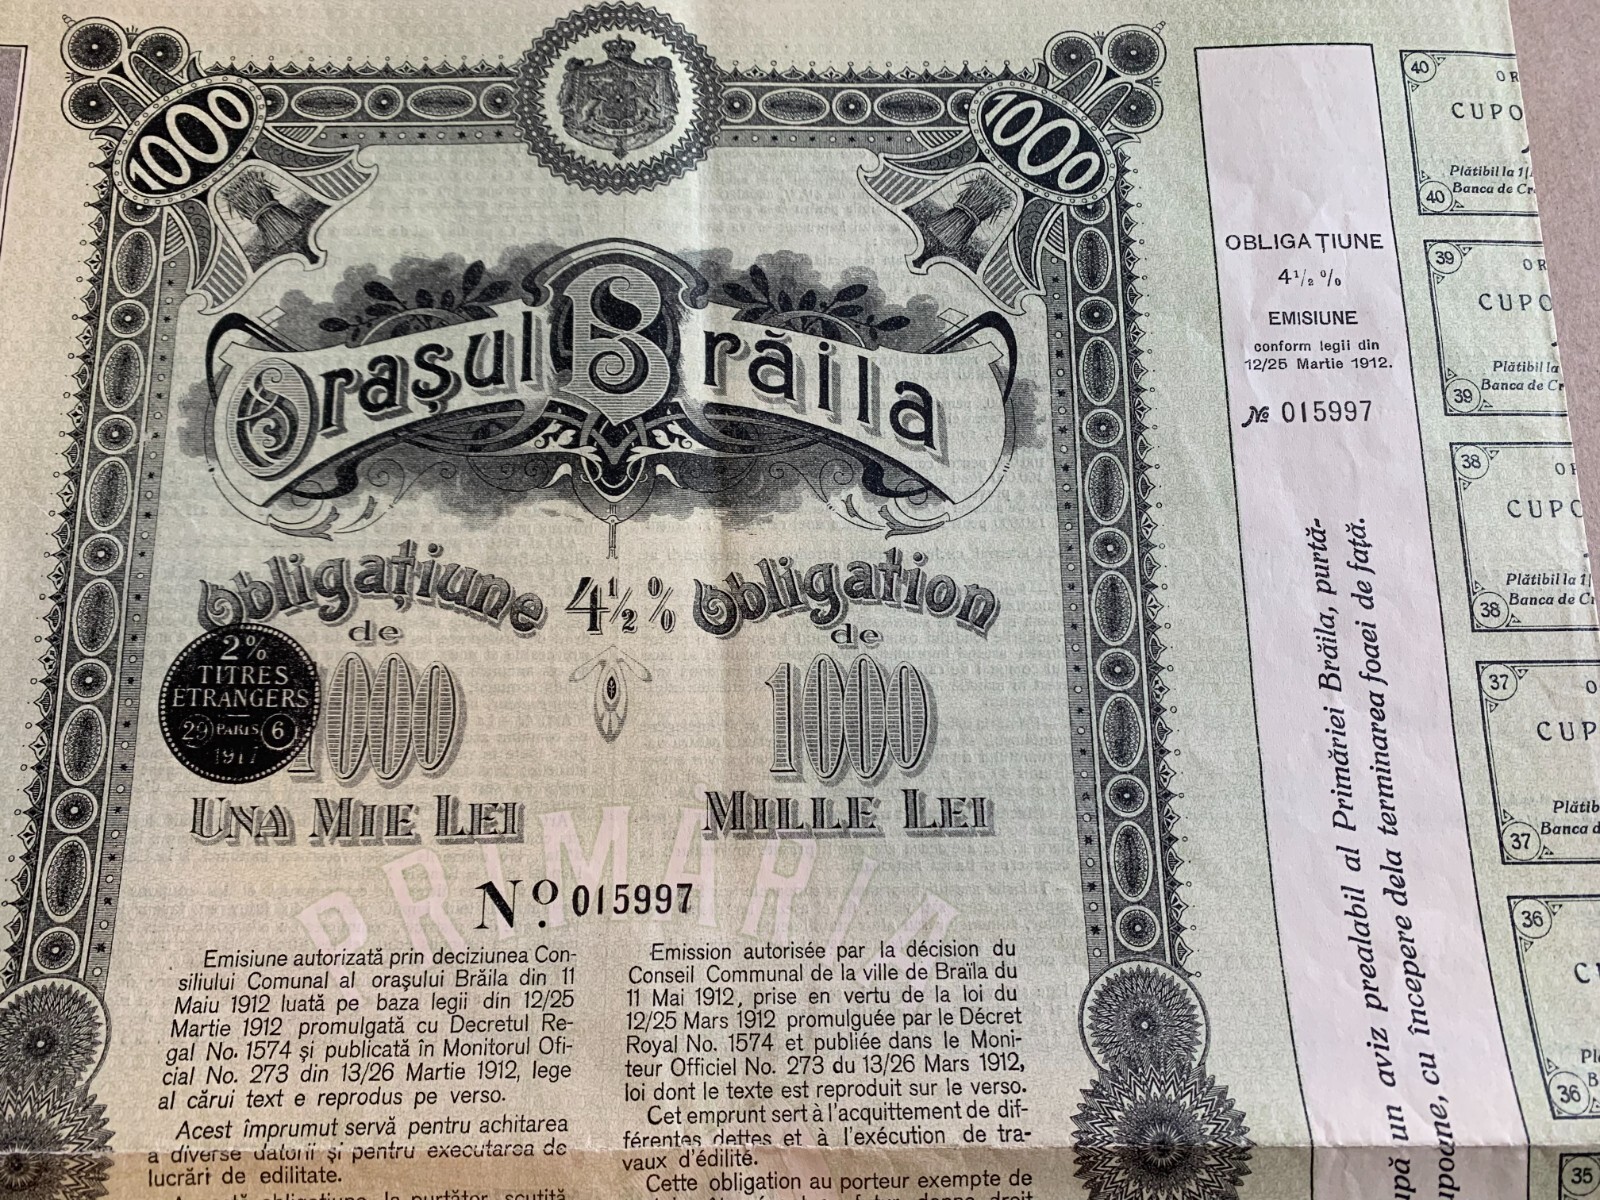 1000
1000
Orașul Brăila
Obligațiune 4 1/2 % Obligation
de
de
2%
TITRES
ETRANGERS
29 PARIS 6
1917
1000
1000
UNA MIE LEI
MILLE LEI
PRIMĂRIA
No. 015997
Emisiune autorizată prin deciziunea Con-
siliului Comunal al orașului Brăila din 11
Maiu 1912 luată pe baza legii din 12/25
Martie 1912 promulgată cu Decretul Re-
gal No. 1574 și publicată în Monitorul Ofi-
cial No. 273 din 13/26 Martie 1912, lege
al cărui text e reprodus pe verso.
Acest împrumut servă pentru achitarea
a diverse datorii și pentru executarea de
lucrări de edilitate.
Emission autorisée par la décision du
Conseil Communal de la ville de Braïla du
11 Mai 1912, prise en vertu de la loi du
12/25 Mars 1912 promulguée par le Décret
Royal No. 1574 et publiée dans le Moni-
teur Officiel No. 273 du 13/26 Mars 1912,
loi dont le texte est reproduit sur le verso.
Cet emprunt sert à l'acquittement de dif-
férentes dettes et à l'exécution de tra-
vaux d'édilité.
Cette obligation au porteur exempte de
OBLIGAȚIUNE
4 1/2 %
EMISIUNE
conform legii din
12/25 Martie 1912.
No 015997
un aviz prealabil al Primăriei Brăila, purtă-
cu începere dela terminarea foaei de față.
40
CUPO
Plătibil la 1/
Banca de Cr
40
39
CUPO
Plătibil la
Banca de Cr
39
38
CUPO
Plătibil la 1
Banca de Cr
38
37
CUP
Plătib
Banca d
37
36
C
Pl
B
36
35